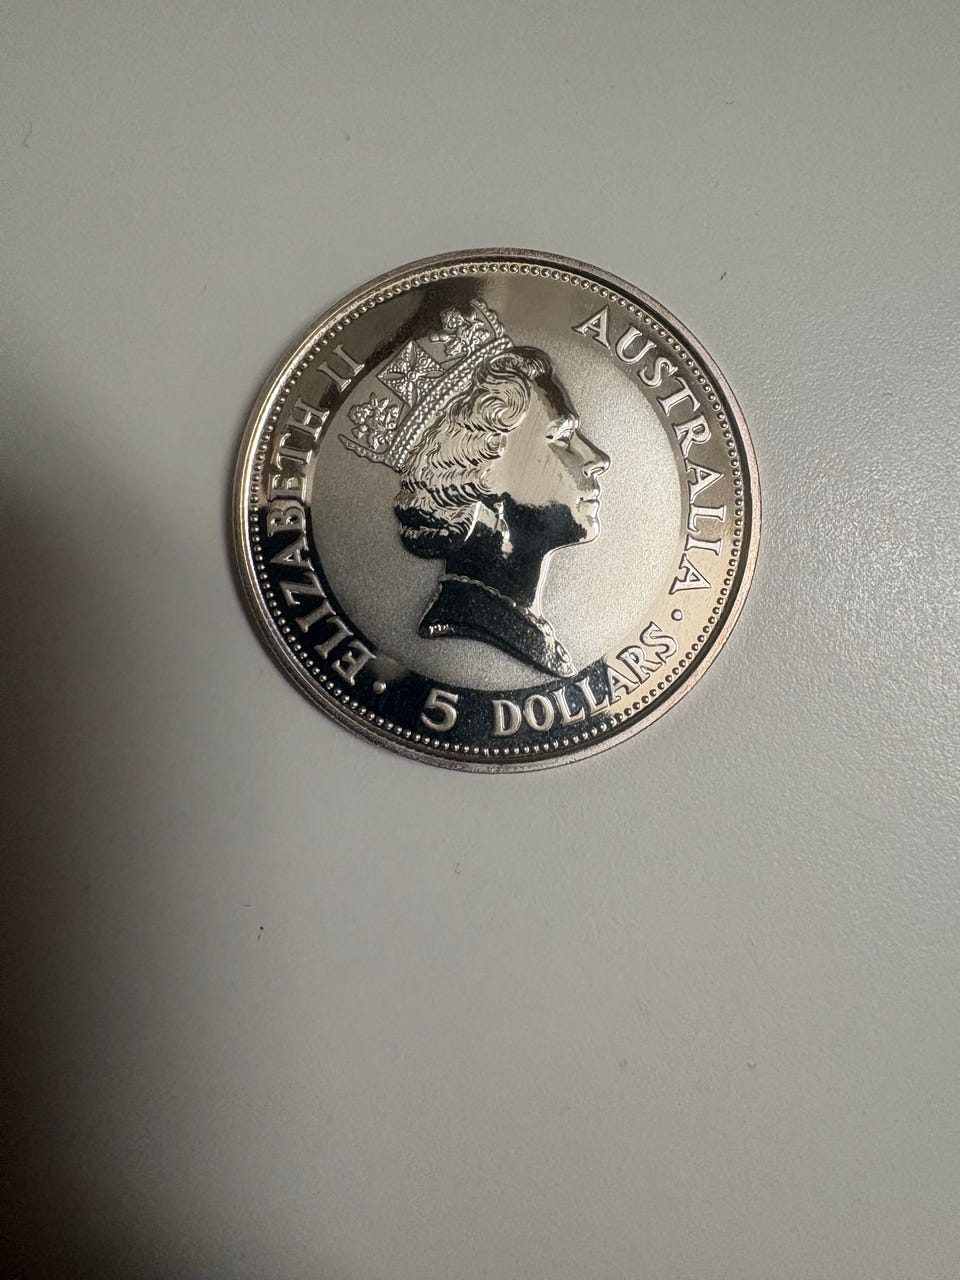 ELIZABETH II
AUSTRALIA
· 5 DOLLARS ·